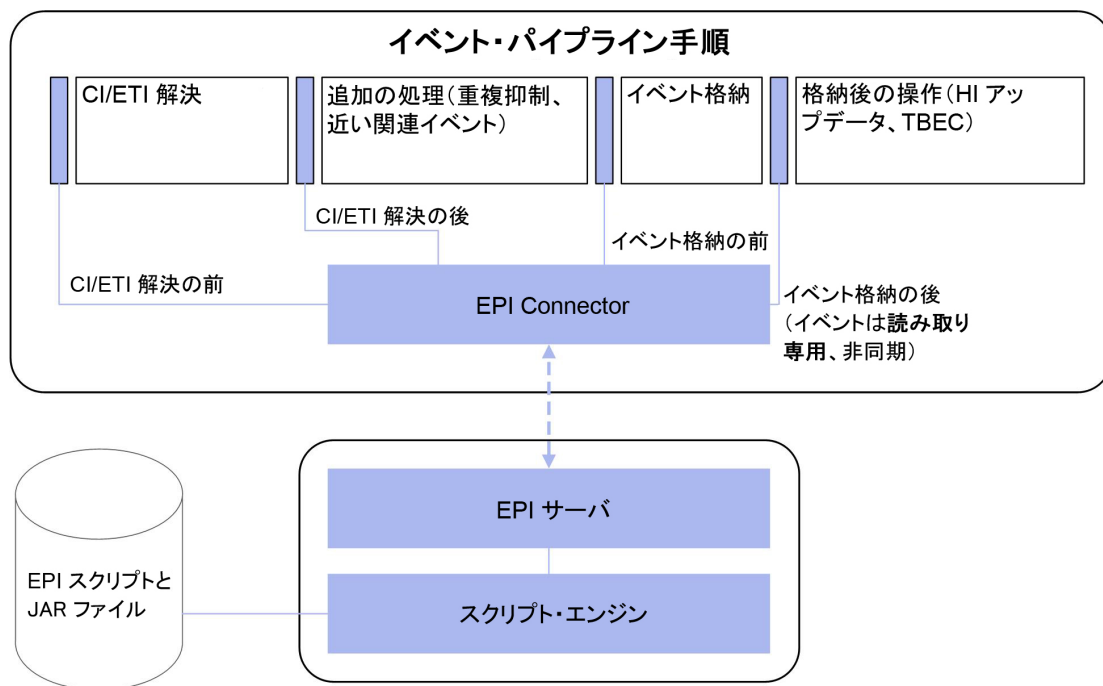 イベント・パイプライン手順
CI/ETI 解決
追加の処理（重複抑制、
近い関連イベント）
イベント格納
格納後の操作（HI アッ
プデータ、TBEC）
CI/ETI 解決の後
イベント格納の前
CI/ETI 解決の前
EPI Connector
イベント格納の後
（イベントは読み取り
専用、非同期）
EPI サーバ
EPI スクリプトと
JAR ファイル
スクリプト・エンジン